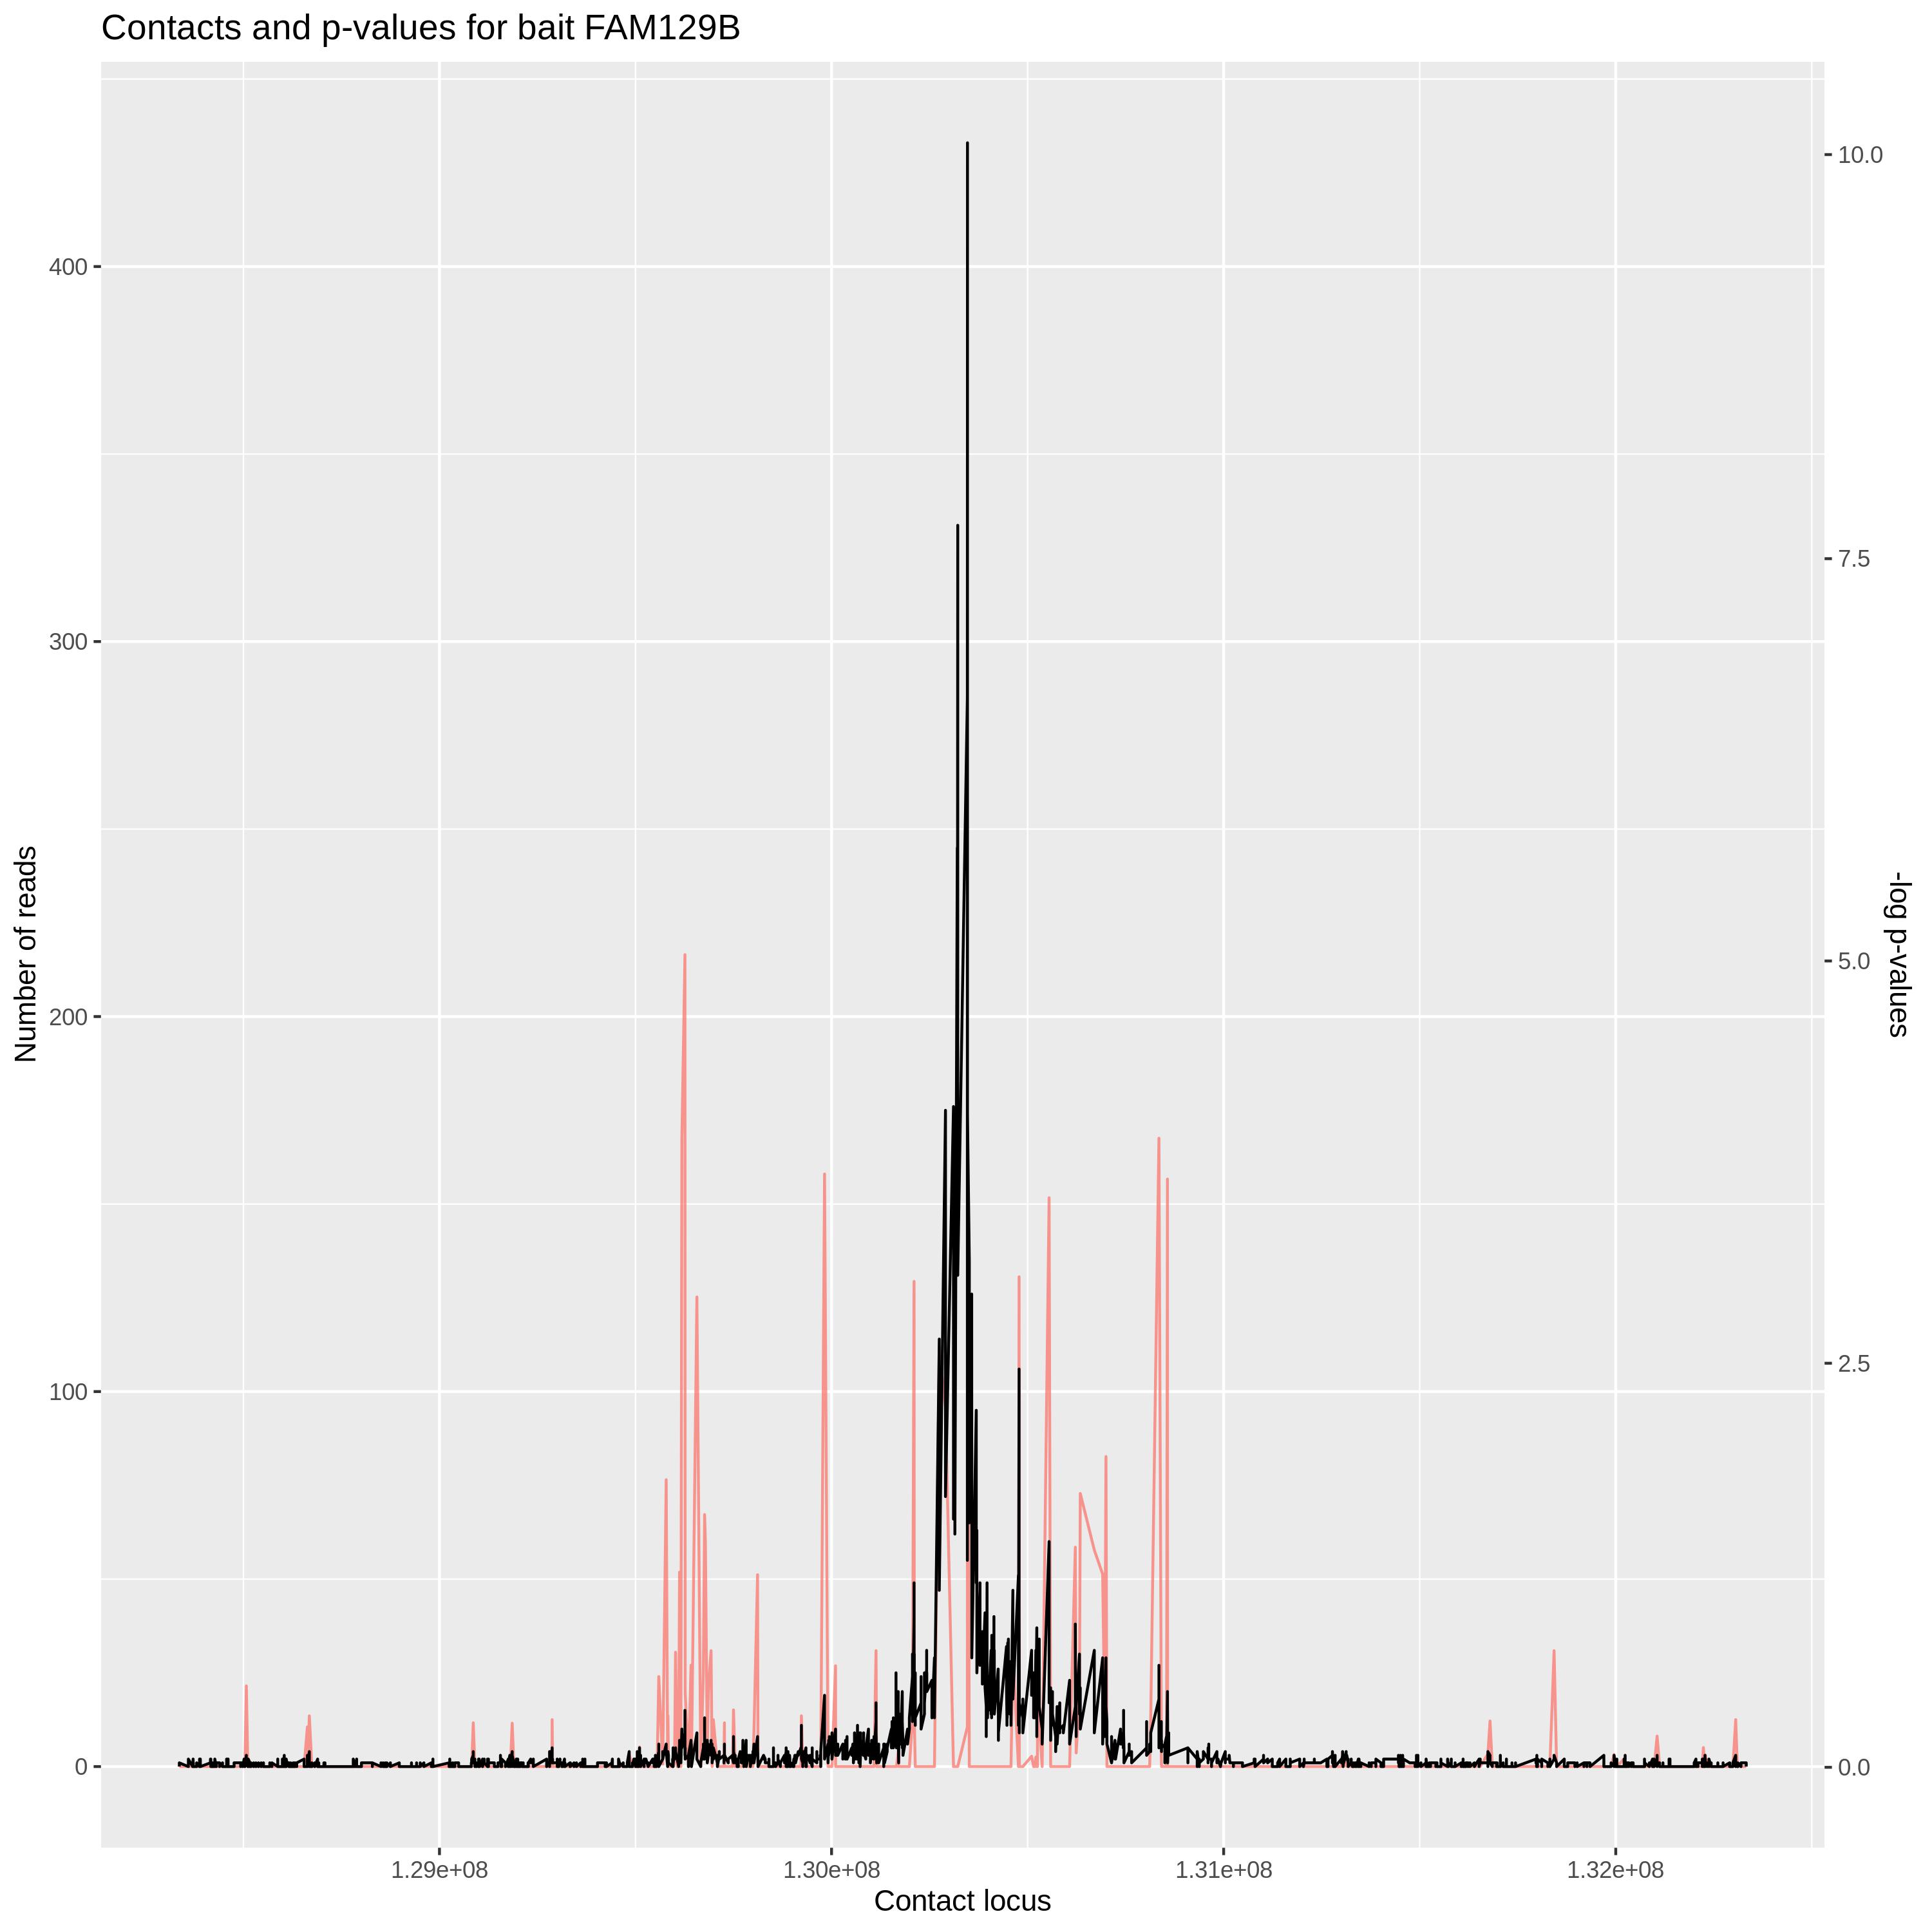 Contacts and p-values for bait FAM129B
400
300
200
100
0
Number of reads
10.0
7.5
5.0
2.5
0.0
-log p-values
1.29e+08 1.30e+08 1.31e+08 1.32e+08
Contact locus